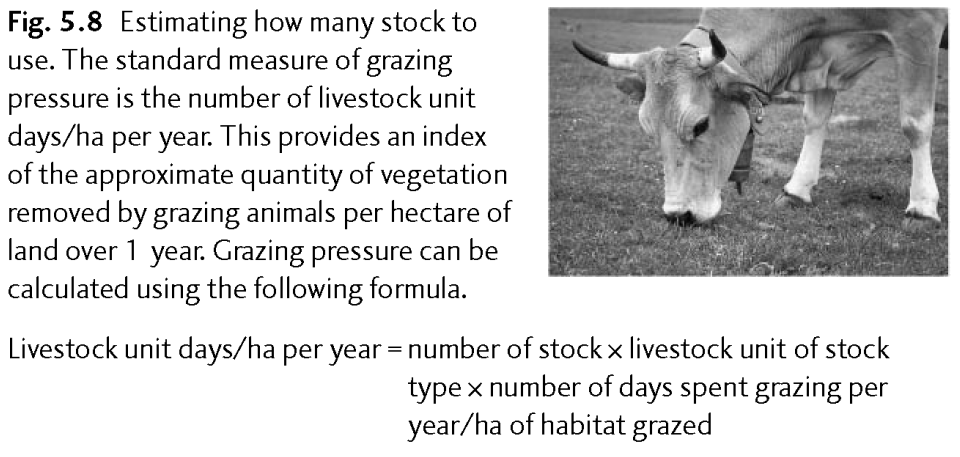 Fig. 5.8 Estimating how many stock to
use. The standard measure of grazing
pressure is the number of livestock unit
days/ha per year. This provides an index
of the approximate quantity of vegetation
removed by grazing animals per hectare of
land over 1 year. Grazing pressure can be
calculated using the following formula.
Livestock unit days/ha per year = number of stock × livestock unit of stock
type × number of days spent grazing per
year/ha of habitat grazed